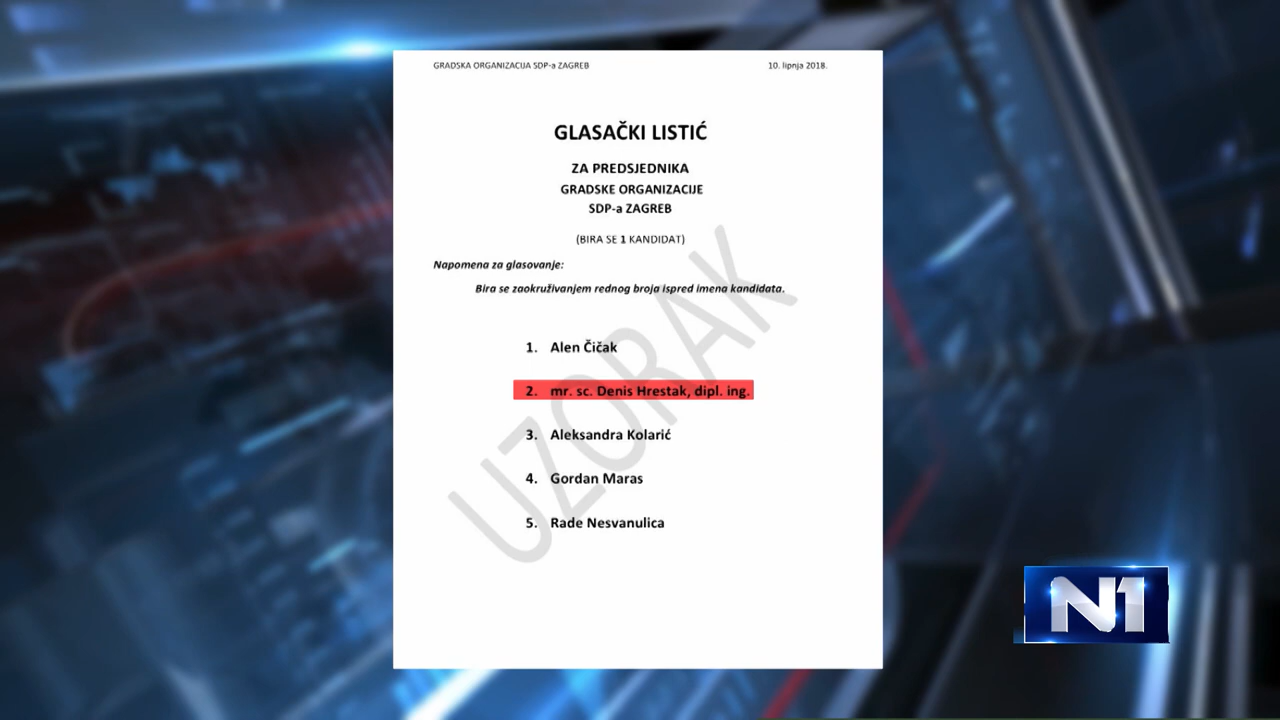 GRADSKA ORGANIZACIJA SDP-a ZAGREB
10. lipnja 2018.
GLASAČKI LISTIĆ
ZA PREDSJEDNIKA
GRADSKE ORGANIZACIJE
SDP-a ZAGREB
(BIRA SE 1 KANDIDAT)
Napomena za glasovanje:
Bira se zaokruživanjem rednog broja ispred imena kandidata.
1. Alen Čičak
2. mr. sc. Denis Hrestak, dipl. ing.
3. Aleksandra Kolarić
4. Gordan Maras
5. Rade Nesvanulica
UZORAK
N1